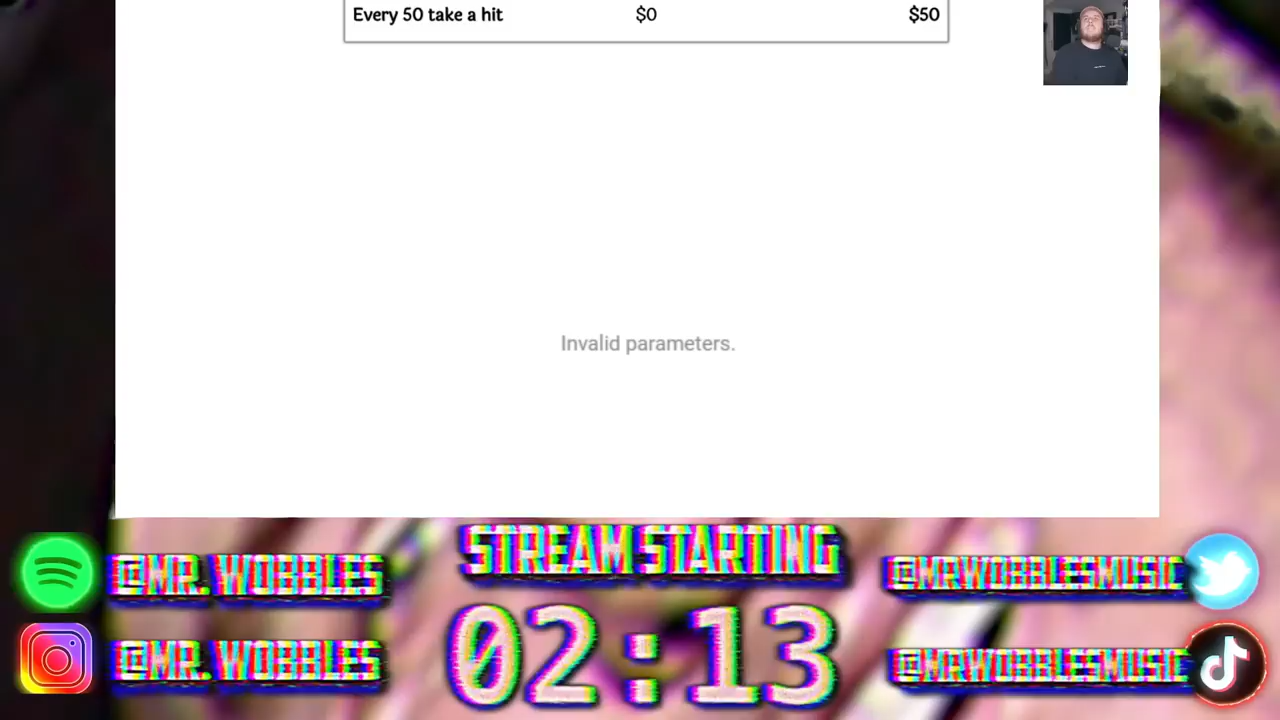 Every 50 take a hit $0 $50
Invalid parameters.
STREAM STARTING
02:13
@MR.WOBBLES
@MR.WOBBLES
@MRWOBBLESMUSIC
@MRWOBBLESMUSIC